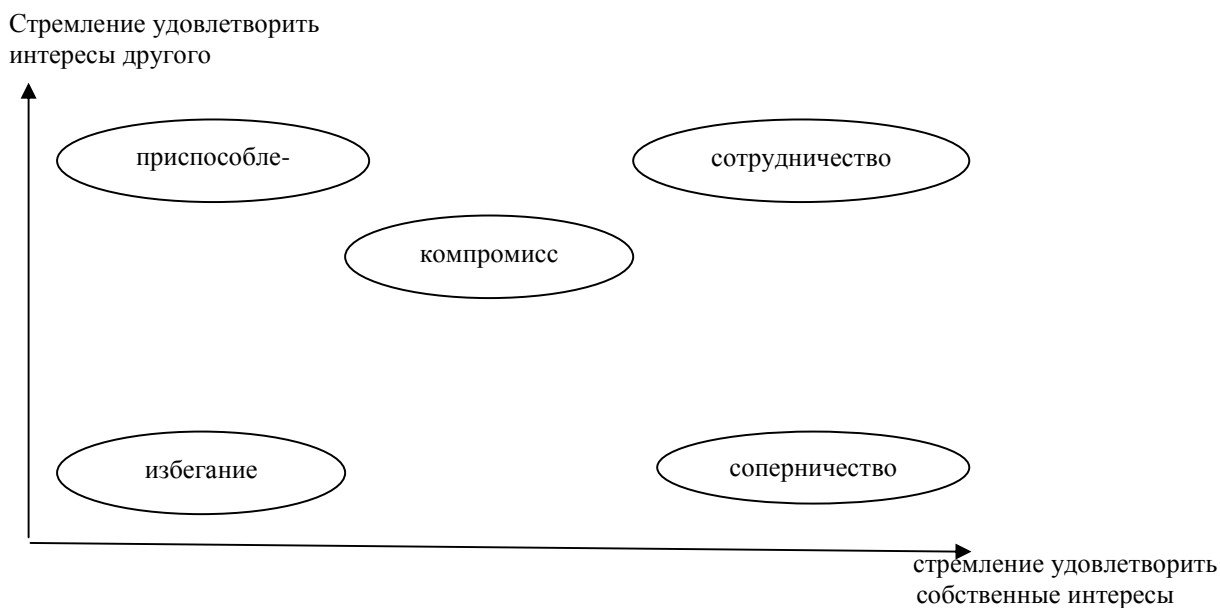 Стремление удовлетворить
интересы другого
приспособле-
сотрудничество
компромисс
избегание
соперничество
стремление удовлетворить
собственные интересы